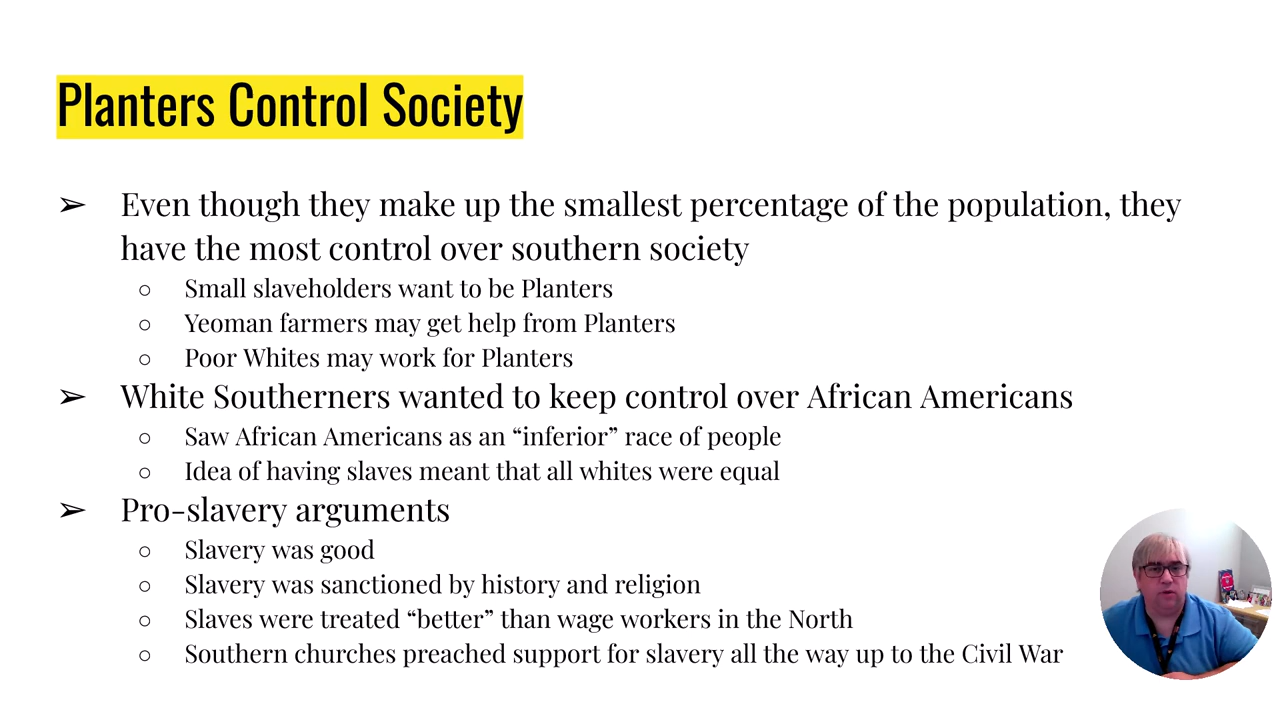 Planters Control Society
➢ Even though they make up the smallest percentage of the population, they
have the most control over southern society
○ Small slaveholders want to be Planters
○ Yeoman farmers may get help from Planters
○ Poor Whites may work for Planters
➢ White Southerners wanted to keep control over African Americans
○ Saw African Americans as an “inferior” race of people
○ Idea of having slaves meant that all whites were equal
➢ Pro-slavery arguments
○ Slavery was good
○ Slavery was sanctioned by history and religion
○ Slaves were treated “better” than wage workers in the North
○ Southern churches preached support for slavery all the way up to the Civil War